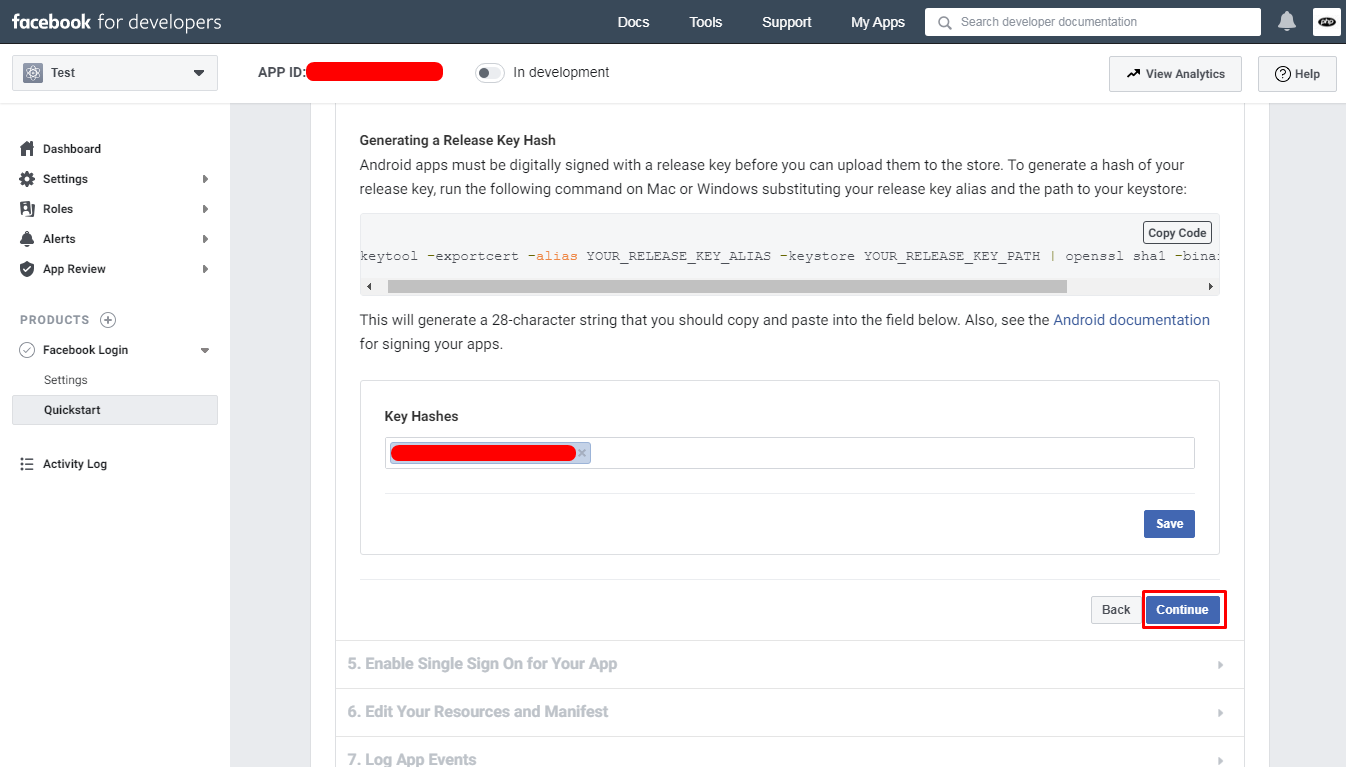 facebook for developers
Docs
Tools
Support
My Apps
Search developer documentation
php
Test
APP ID:
In development
View Analytics
Help
Dashboard
Settings
Roles
Alerts
App Review
PRODUCTS
Facebook Login
Settings
Quickstart
Activity Log
Generating a Release Key Hash
Android apps must be digitally signed with a release key before you can upload them to the store. To generate a hash of your
release key, run the following command on Mac or Windows substituting your release key alias and the path to your keystore:
Copy Code
keytool -exportcert -alias YOUR_RELEASE_KEY_ALIAS -keystore YOUR_RELEASE_KEY_PATH | openssl sha1 -bina
This will generate a 28-character string that you should copy and paste into the field below. Also, see the Android documentation
for signing your apps.
Key Hashes
×
Save
Back
Continue
5. Enable Single Sign On for Your App
6. Edit Your Resources and Manifest
7. Log App Events